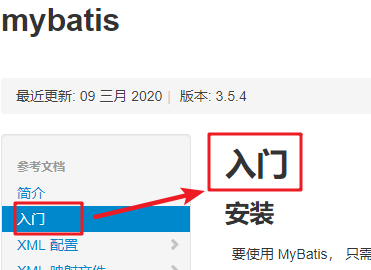 mybatis
最近更新: 09 三月 2020 | 版本: 3.5.4
参考文档
简介
入门
XML 配置
XML 映射文件
入门
安装
要使用 MyBatis， 只需